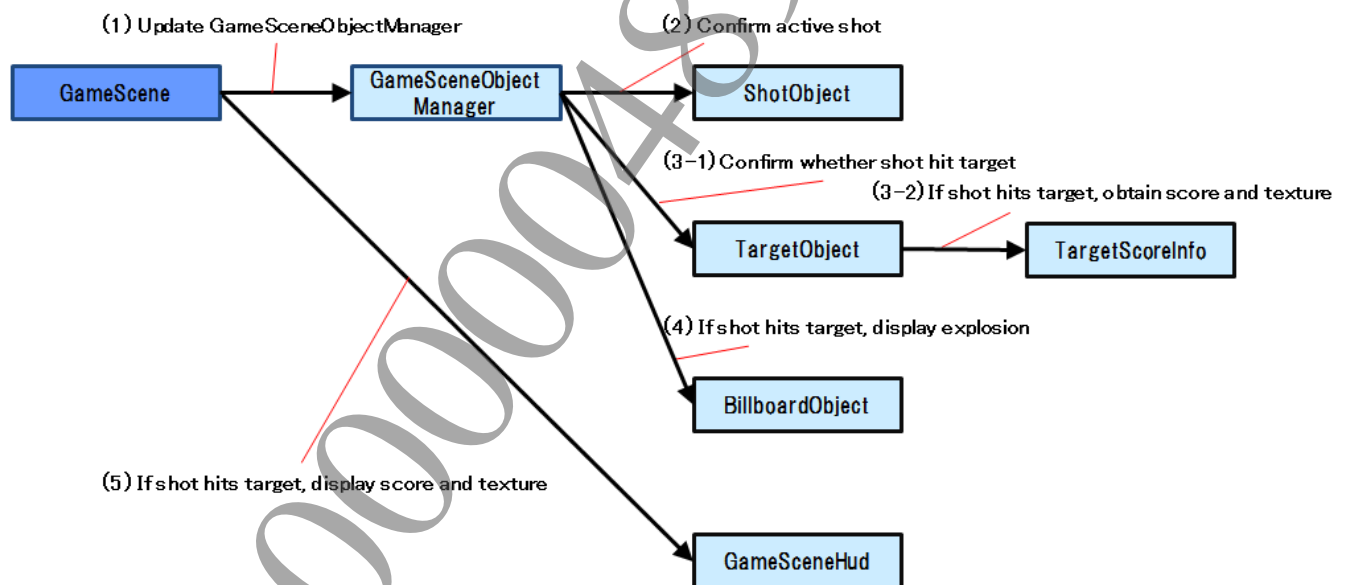 (1) Update GameSceneObjectManager
(2) Confirm active shot
GameScene
GameSceneObject
Manager
ShotObject
(3-1) Confirm whether shot hit target
(3-2) If shot hits target, obtain score and texture
TargetObject
TargetScoreInfo
(4) If shot hits target, display explosion
BillboardObject
(5) If shot hits target, display score and texture
GameSceneHud